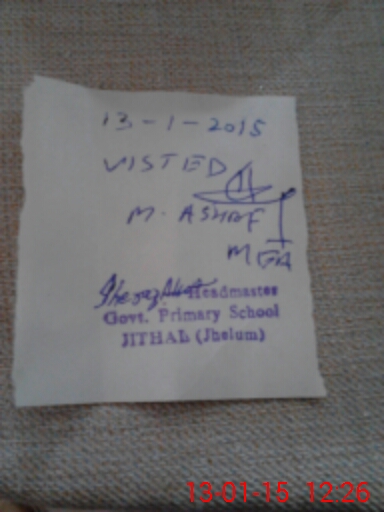 13-1-2015
VISTED
M. ASHRF
MEA
Headmaster
Govt. Primary School
JITHAL (Jhelum)
13-01-15 12:26